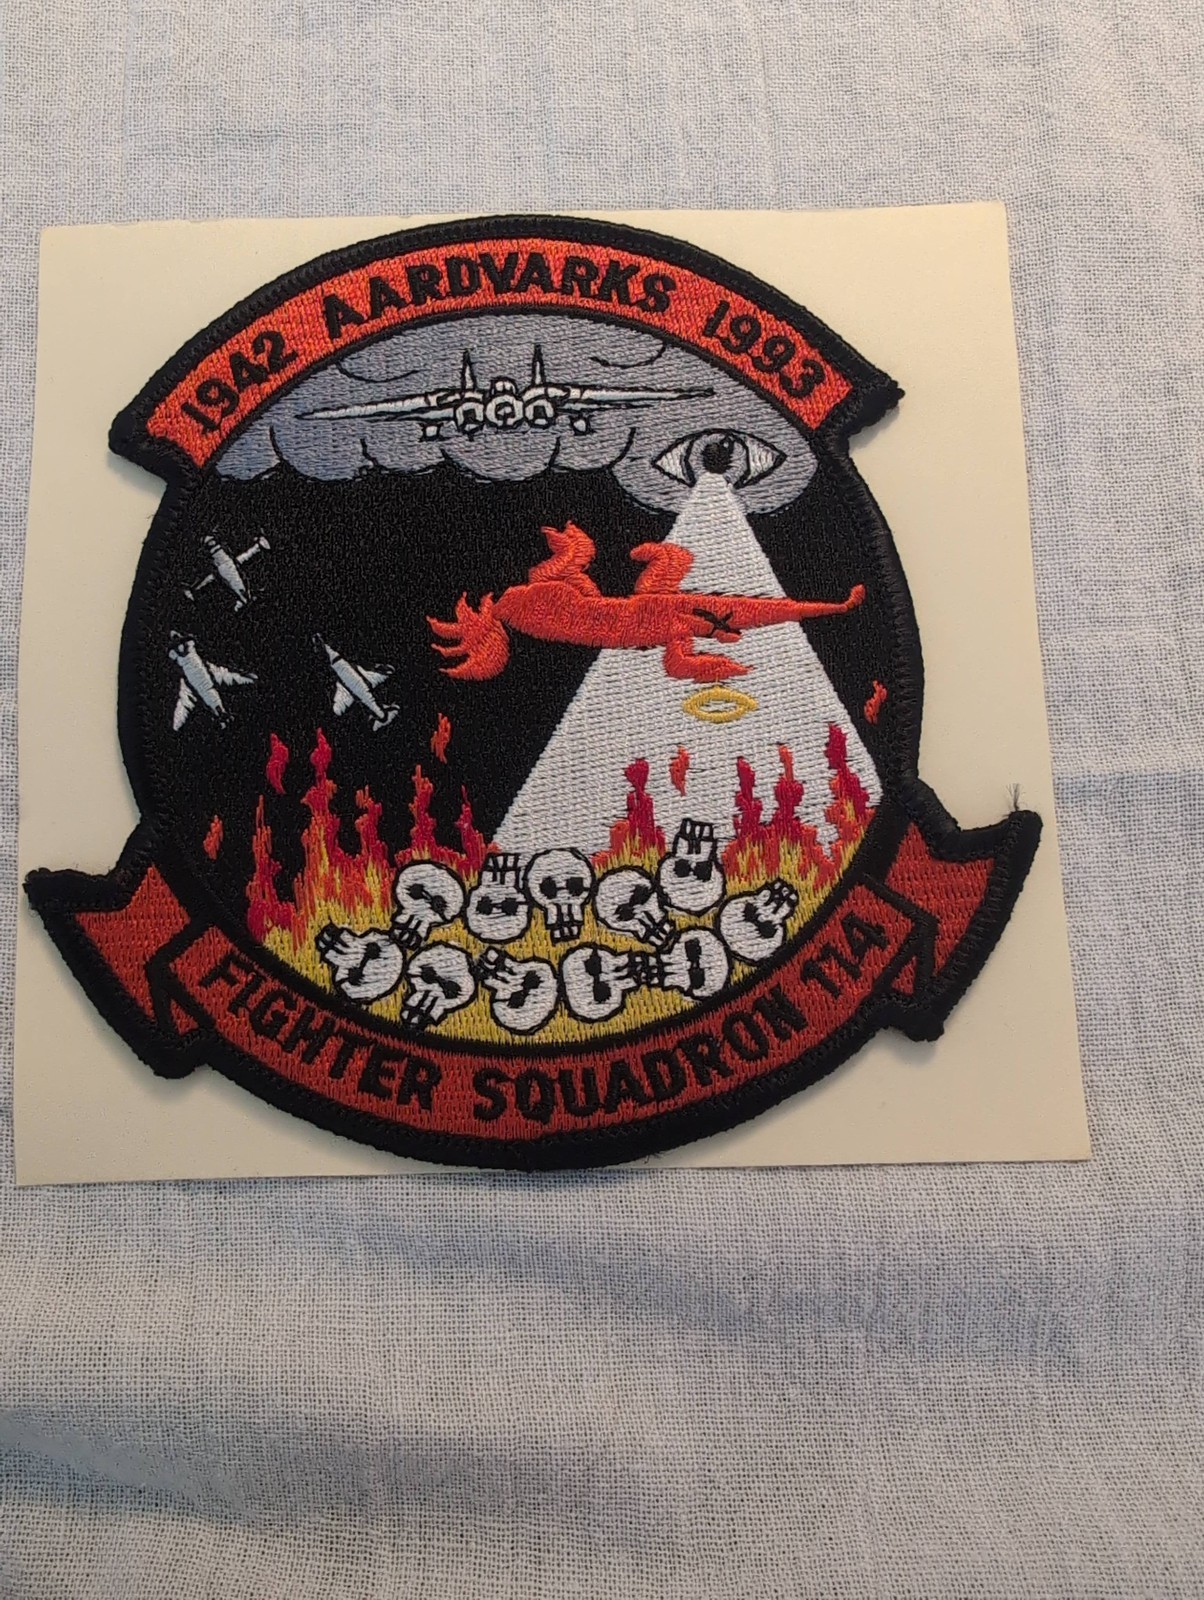 1942 AARDVARKS 1993
FIGHTER SQUADRON 114